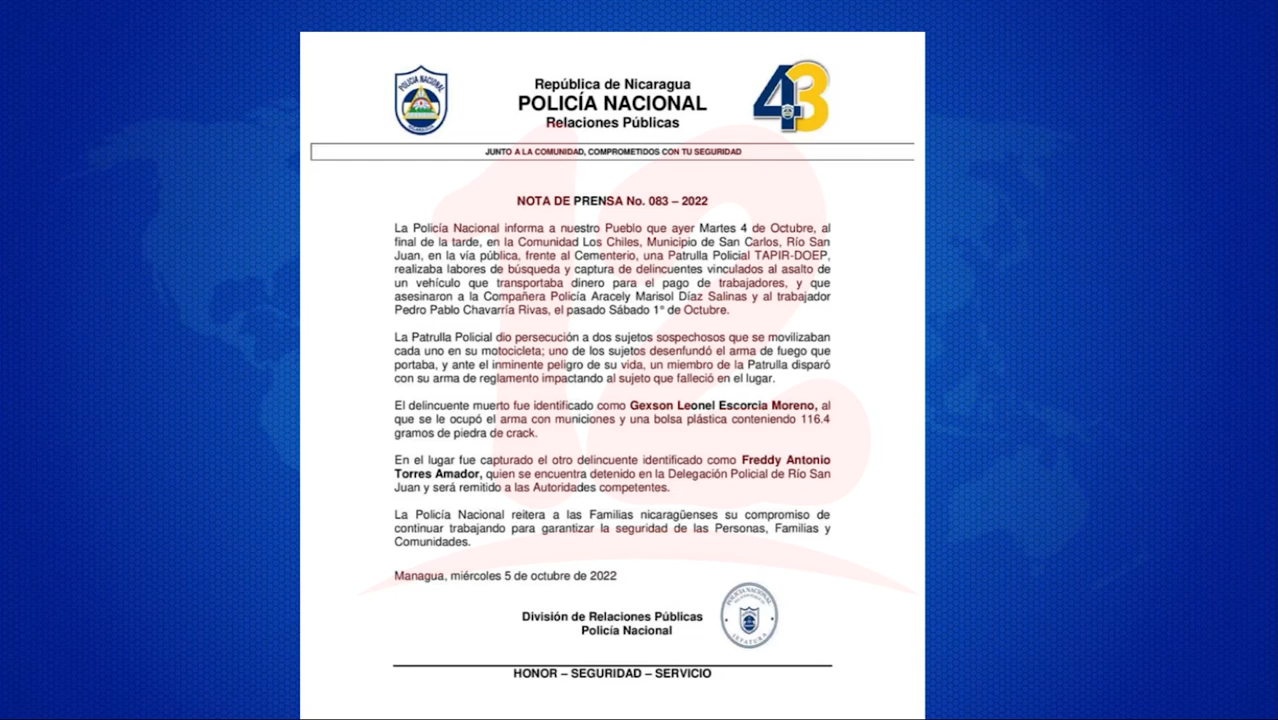 POLICIA NACIONAL
República de Nicaragua
POLICÍA NACIONAL
Relaciones Públicas
43
JUNTO A LA COMUNIDAD, COMPROMETIDOS CON TU SEGURIDAD
12
NOTA DE PRENSA No. 083 – 2022
La Policía Nacional informa a nuestro Pueblo que ayer Martes 4 de Octubre, al
final de la tarde, en la Comunidad Los Chiles, Municipio de San Carlos, Río San
Juan, en la vía pública, frente al Cementerio, una Patrulla Policial TAPIR-DOEP,
realizaba labores de búsqueda y captura de delincuentes vinculados al asalto de
un vehículo que transportaba dinero para el pago de trabajadores, y que
asesinaron a la Compañera Policía Aracely Marisol Díaz Salinas y al trabajador
Pedro Pablo Chavarría Rivas, el pasado Sábado 1° de Octubre.
La Patrulla Policial dio persecución a dos sujetos sospechosos que se movilizaban
cada uno en su motocicleta; uno de los sujetos desenfundó el arma de fuego que
portaba, y ante el inminente peligro de su vida, un miembro de la Patrulla disparó
con su arma de reglamento impactando al sujeto que falleció en el lugar.
El delincuente muerto fue identificado como Gexson Leonel Escorcia Moreno, al
que se le ocupó el arma con municiones y una bolsa plástica conteniendo 116.4
gramos de piedra de crack.
En el lugar fue capturado el otro delincuente identificado como Freddy Antonio
Torres Amador, quien se encuentra detenido en la Delegación Policial de Río San
Juan y será remitido a las Autoridades competentes.
La Policía Nacional reitera a las Familias nicaragüenses su compromiso de
continuar trabajando para garantizar la seguridad de las Personas, Familias y
Comunidades.
Managua, miércoles 5 de octubre de 2022
División de Relaciones Públicas
Policía Nacional
POLICIA NACIONAL
JEFATURA
HONOR – SEGURIDAD – SERVICIO